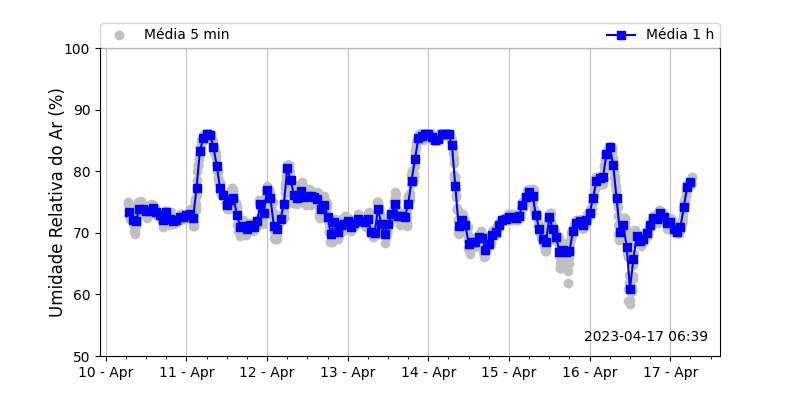 Média 5 min
Média 1 h
Umidade Relativa do Ar (%)
100
90
80
70
60
50
2023-04-17 06:39
10 - Apr
11 - Apr
12 - Apr
13 - Apr
14 - Apr
15 - Apr
16 - Apr
17 - Apr